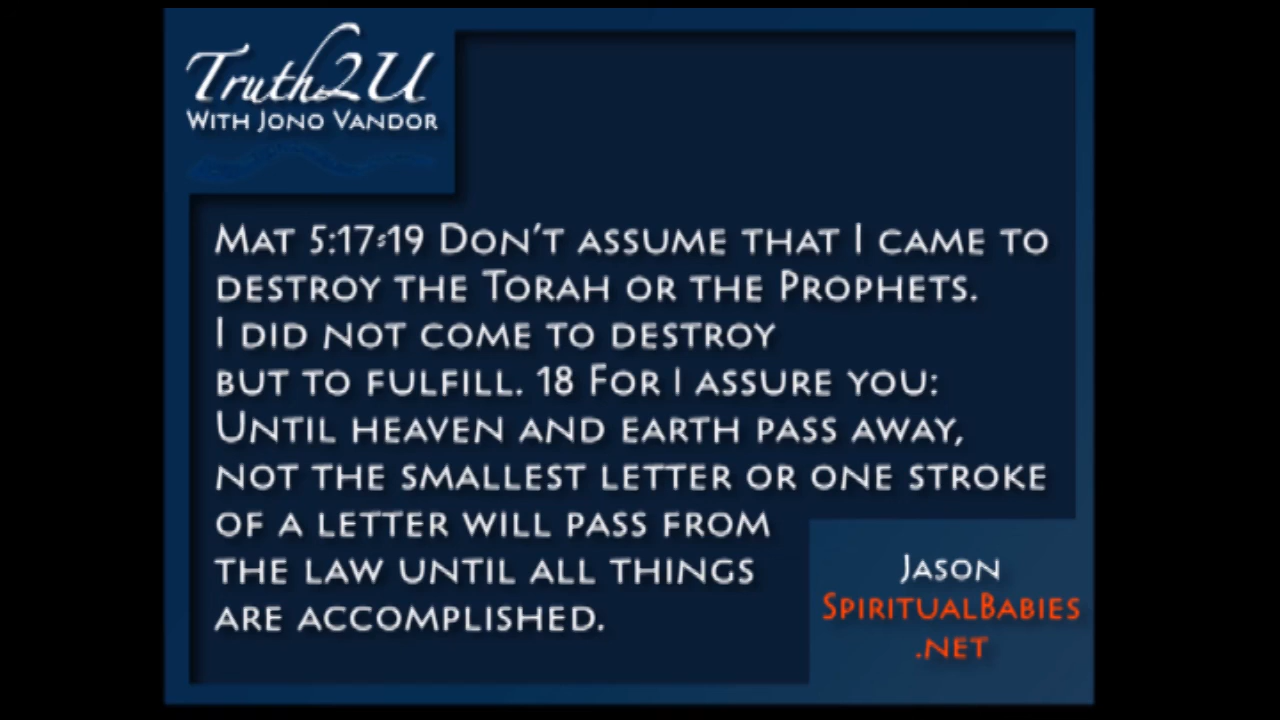 Truth2U
With Jono Vandor
Mat 5:17-19 Don't assume that I came to
destroy the Torah or the Prophets.
I did not come to destroy
but to fulfill. 18 For I assure you:
Until heaven and earth pass away,
not the smallest letter or one stroke
of a letter will pass from
the law until all things
are accomplished.
Jason
SpiritualBabies
.net